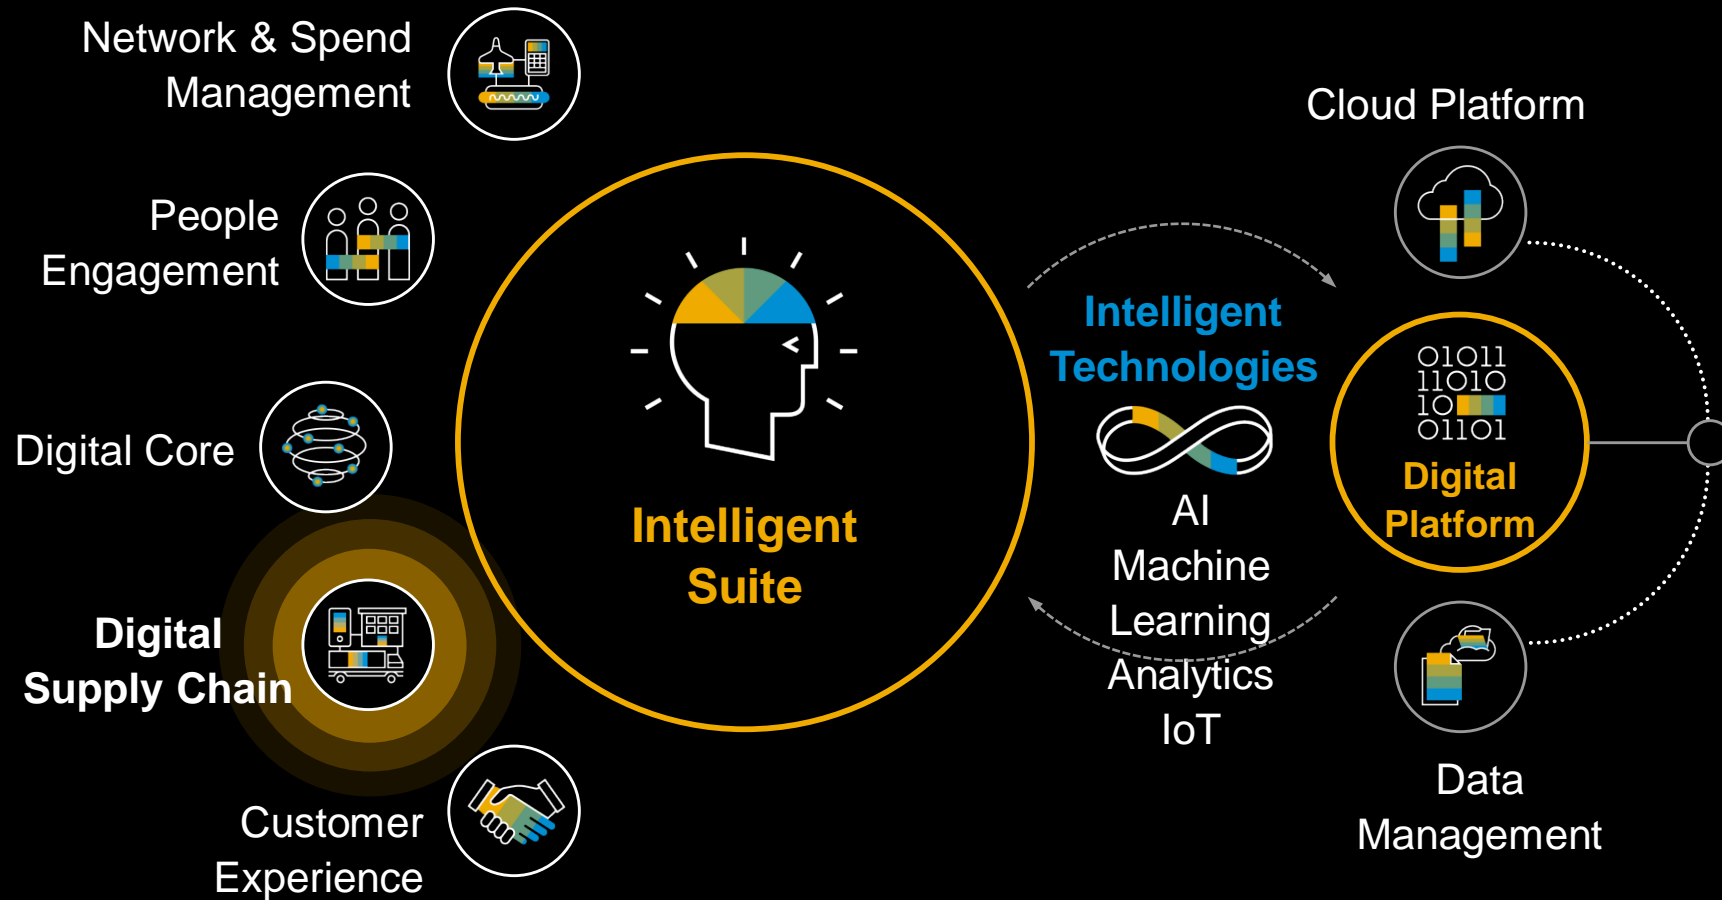 Network & Spend
Management
People
Engagement
Digital Core
Digital
Supply Chain
Customer
Experience
Intelligent
Suite
Intelligent
Technologies
AI
Machine
Learning
Analytics
IoT
Cloud Platform
01011
11010
10
01101
Digital
Platform
Data
Management